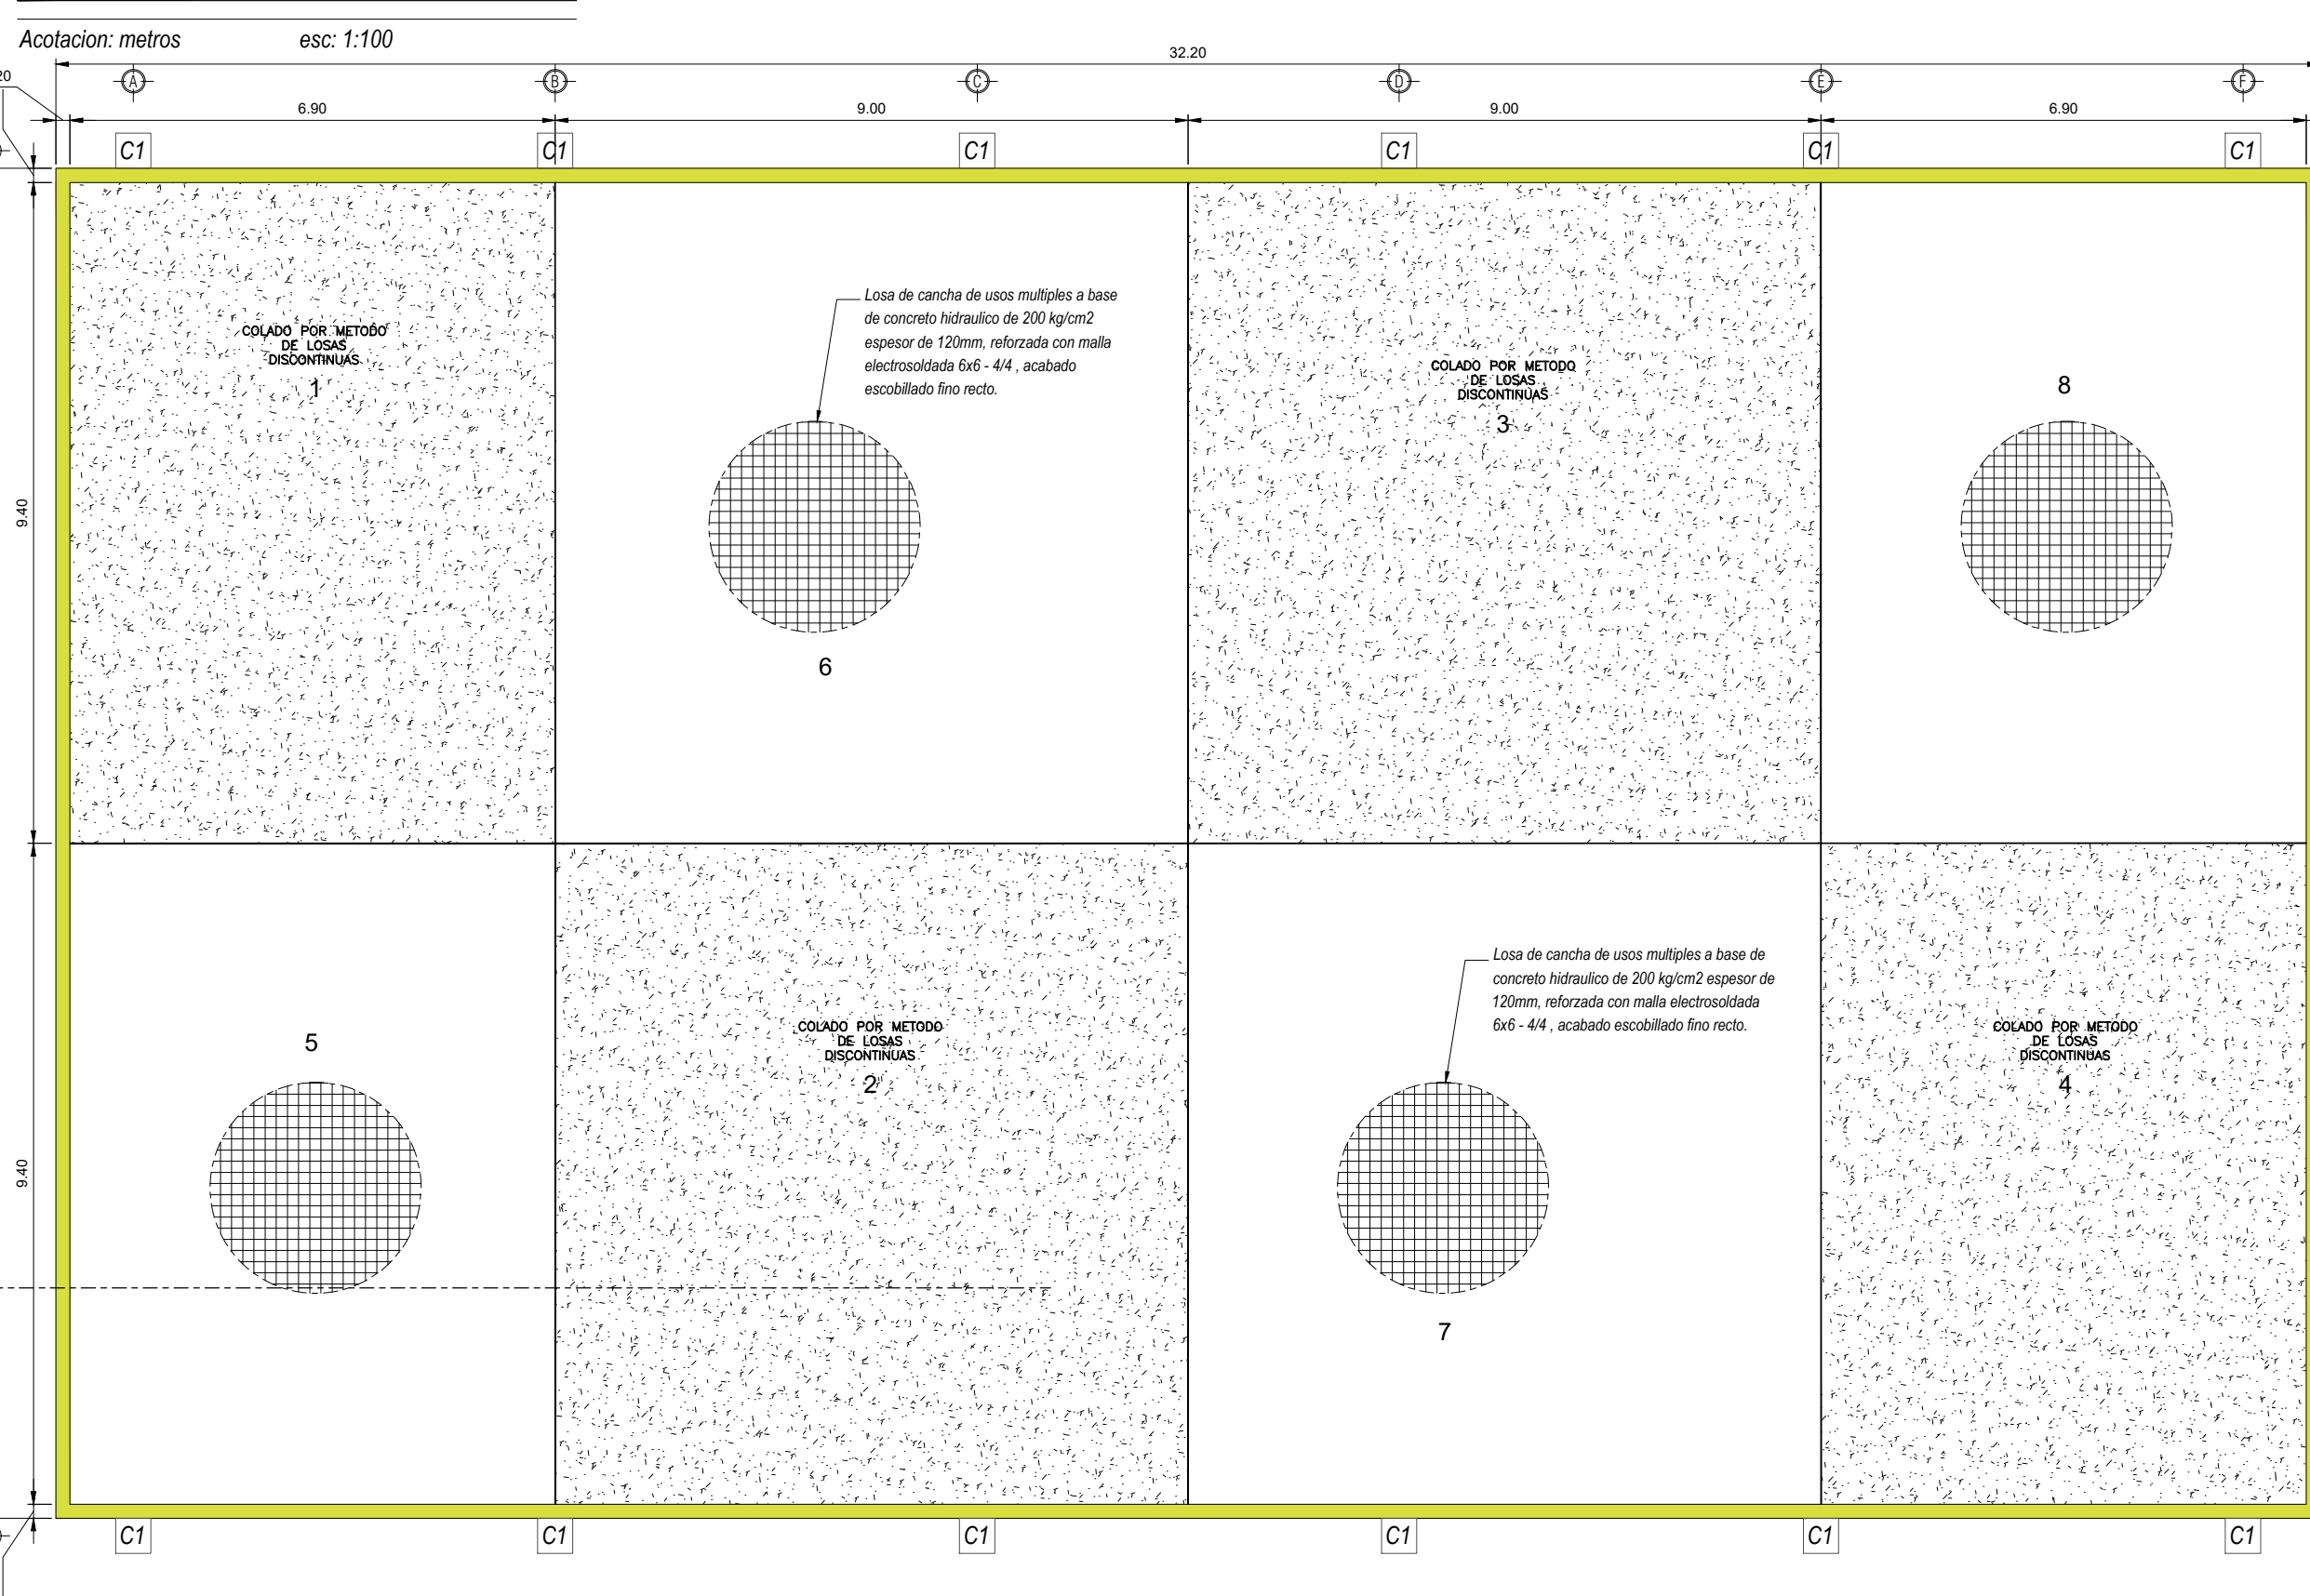 Acotacion: metros esc: 1:100
32.20
20
A B C D E F
6.90 9.00 9.00 6.90
C1 C1 C1 C1 C1 C1
Losa de cancha de usos multiples a base
de concreto hidraulico de 200 kg/cm2
espesor de 120mm, reforzada con malla
electrosoldada 6x6 - 4/4 , acabado
escobillado fino recto.
COLADO POR METODO
DE LOSAS
DISCONTINUAS
1
COLADO POR METODO
DE LOSAS
DISCONTINUAS
3
8
9.40
6
Losa de cancha de usos multiples a base de
concreto hidraulico de 200 kg/cm2 espesor de
120mm, reforzada con malla electrosoldada
6x6 - 4/4 , acabado escobillado fino recto.
5
COLADO POR METODO
DE LOSAS
DISCONTINUAS
2
COLADO POR METODO
DE LOSAS
DISCONTINUAS
4
9.40
7
C1 C1 C1 C1 C1 C1